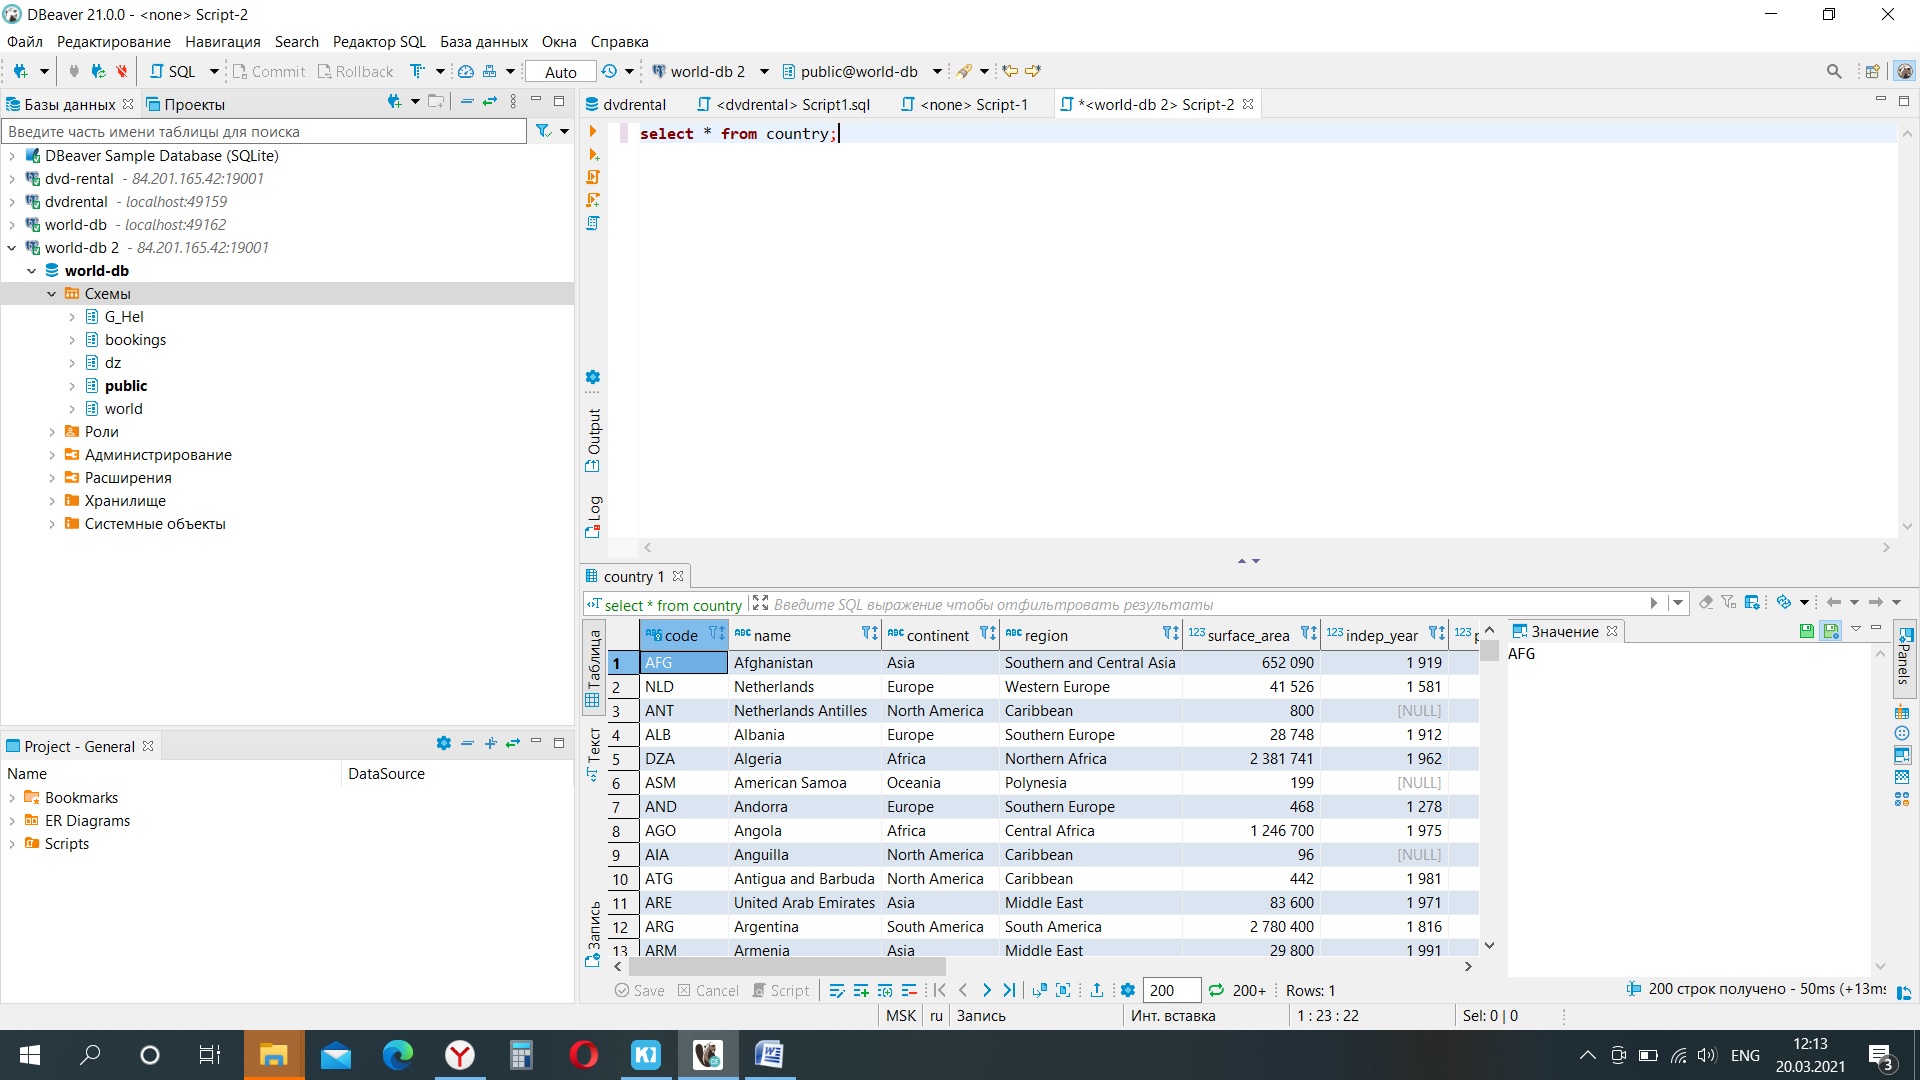 DBeaver 21.0.0 - <none> Script-2
Файл Редактирование Навигация Search Редактор SQL База данных Окна Справка
SQL Commit Rollback Auto world-db 2 public@world-db
Базы данных Проекты
Введите часть имени таблицы для поиска
DBeaver Sample Database (SQLite)
dvd-rental - 84.201.165.42:19001
dvdrental - localhost:49159
world-db - localhost:49162
world-db 2 - 84.201.165.42:19001
world-db
Схемы
G_Hel
bookings
dz
public
world
Роли
Администрирование
Расширения
Хранилище
Системные объекты
Project - General
Name DataSource
Bookmarks
ER Diagrams
Scripts
dvdrental <dvdrental> Script1.sql <none> Script-1 *<world-db 2> Script-2
select * from country;
Output
Log
country 1
select * from country Введите SQL выражение чтобы отфильтровать результаты
Таблица
Текст
Запись
code name continent region surface_area indep_year
1 AFG Afghanistan Asia Southern and Central Asia 652 090 1 919
2 NLD Netherlands Europe Western Europe 41 526 1 581
3 ANT Netherlands Antilles North America Caribbean 800 [NULL]
4 ALB Albania Europe Southern Europe 28 748 1 912
5 DZA Algeria Africa Northern Africa 2 381 741 1 962
6 ASM American Samoa Oceania Polynesia 199 [NULL]
7 AND Andorra Europe Southern Europe 468 1 278
8 AGO Angola Africa Central Africa 1 246 700 1 975
9 AIA Anguilla North America Caribbean 96 [NULL]
10 ATG Antigua and Barbuda North America Caribbean 442 1 981
11 ARE United Arab Emirates Asia Middle East 83 600 1 971
12 ARG Argentina South America South America 2 780 400 1 816
13 ARM Armenia Asia Middle East 29 800 1 991
Значение
AFG
Panels
Save Cancel Script 200 200+ Rows: 1
200 строк получено - 50ms (+13ms
MSK ru Запись Инт. вставка 1 : 23 : 22 Sel: 0 | 0
ENG
12:13
20.03.2021
3